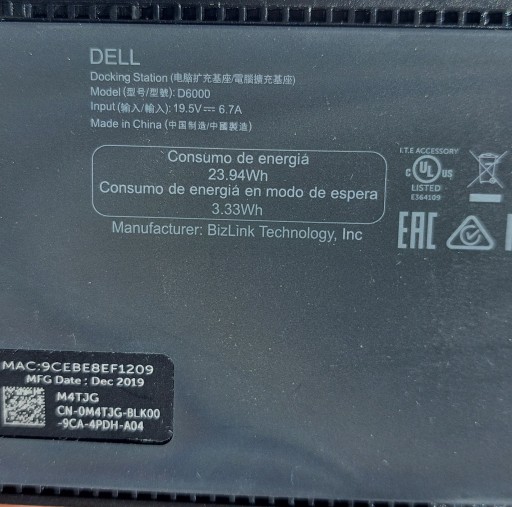 DELL
Docking Station (电脑扩充基座/電腦擴充基座)
Model (型号/型號): D6000
Input (输入/輸入): 19.5V⎓ 6.7A
Made in China (中国制造/中國製造)
Consumo de energiá
23.94Wh
Consumo de energiá en modo de espera
3.33Wh
Manufacturer: BizLink Technology, Inc
I.T.E ACCESSORY
c UL us
LISTED
E364109
EAC
MAC:9CEBE8EF1209
MFG Date : Dec 2019
M4TJG
CN-0M4TJG-BLK00
-9CA-4PDH-A04